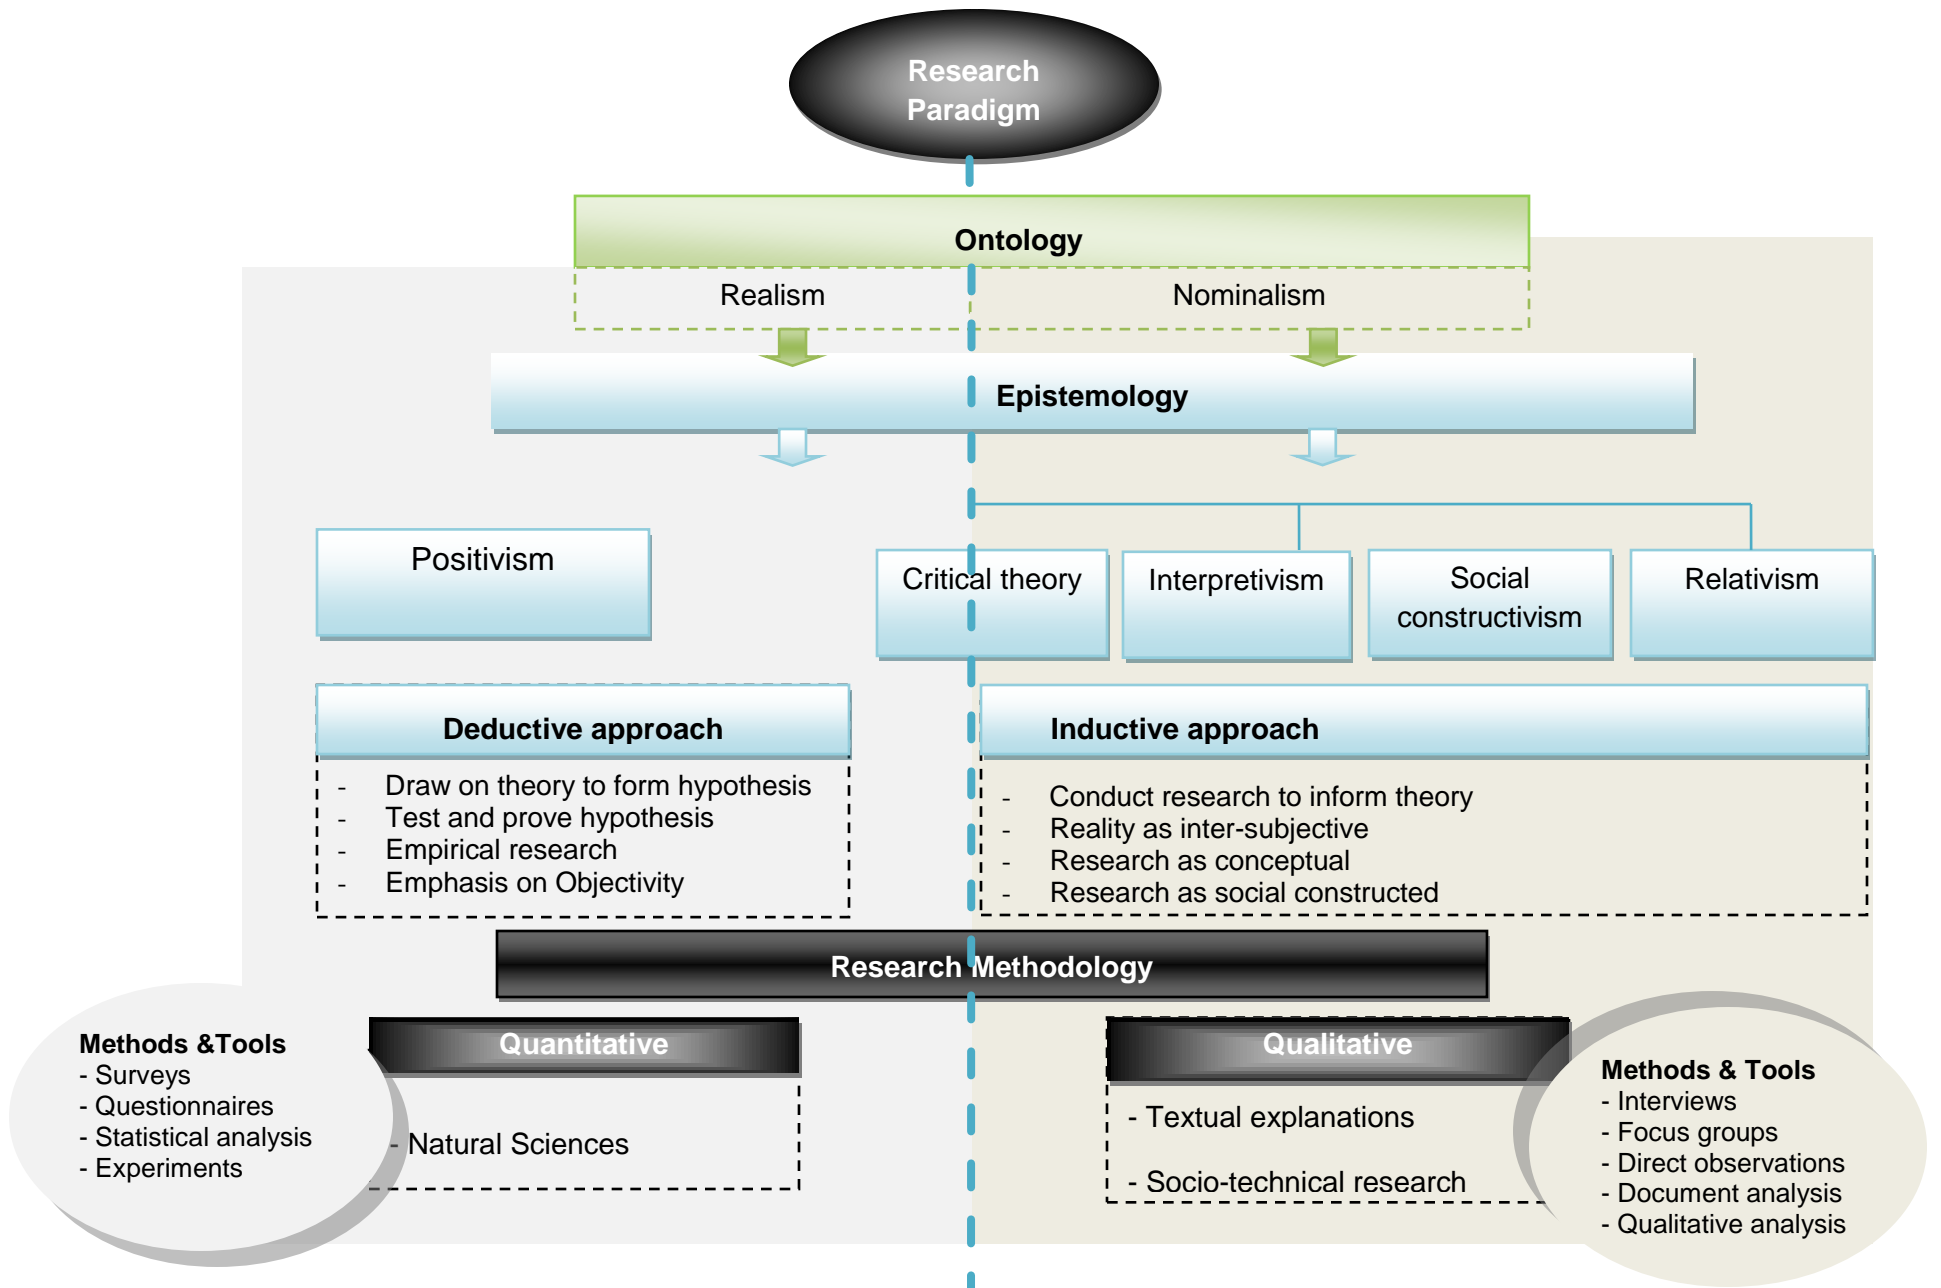 Research
Paradigm
Ontology
Realism
Nominalism
Epistemology
Positivism
Critical theory
Interpretivism
Social
constructivism
Relativism
Deductive approach
- Draw on theory to form hypothesis
- Test and prove hypothesis
- Empirical research
- Emphasis on Objectivity
Inductive approach
- Conduct research to inform theory
- Reality as inter-subjective
- Research as conceptual
- Research as social constructed
Research Methodology
Methods &Tools
- Surveys
- Questionnaires
- Statistical analysis
- Experiments
Quantitative
- Natural Sciences
Qualitative
- Textual explanations
- Socio-technical research
Methods & Tools
- Interviews
- Focus groups
- Direct observations
- Document analysis
- Qualitative analysis